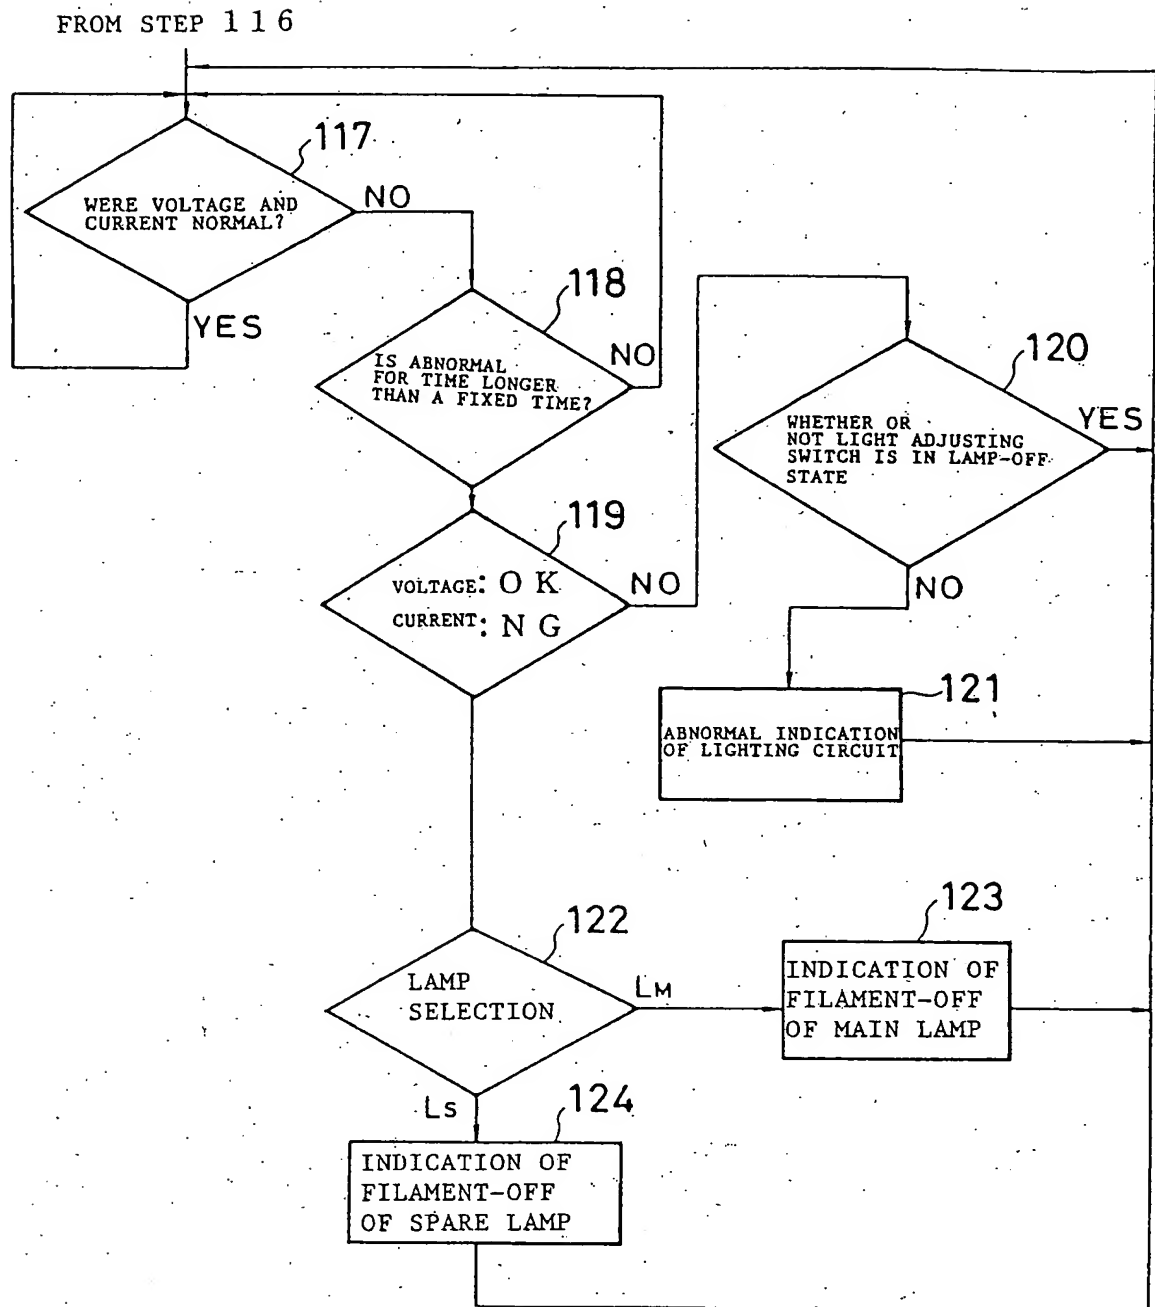 FROM STEP 116
117
WERE VOLTAGE AND
CURRENT NORMAL?
NO
YES
118
IS ABNORMAL
FOR TIME LONGER
THAN A FIXED TIME?
NO
119
VOLTAGE: OK
CURRENT: NG
NO
120
WHETHER OR
NOT LIGHT ADJUSTING
SWITCH IS IN LAMP-OFF
STATE
YES
NO
121
ABNORMAL INDICATION
OF LIGHTING CIRCUIT
122
LAMP
SELECTION
LM
123
INDICATION OF
FILAMENT-OFF
OF MAIN LAMP
LS
124
INDICATION OF
FILAMENT-OFF
OF SPARE LAMP